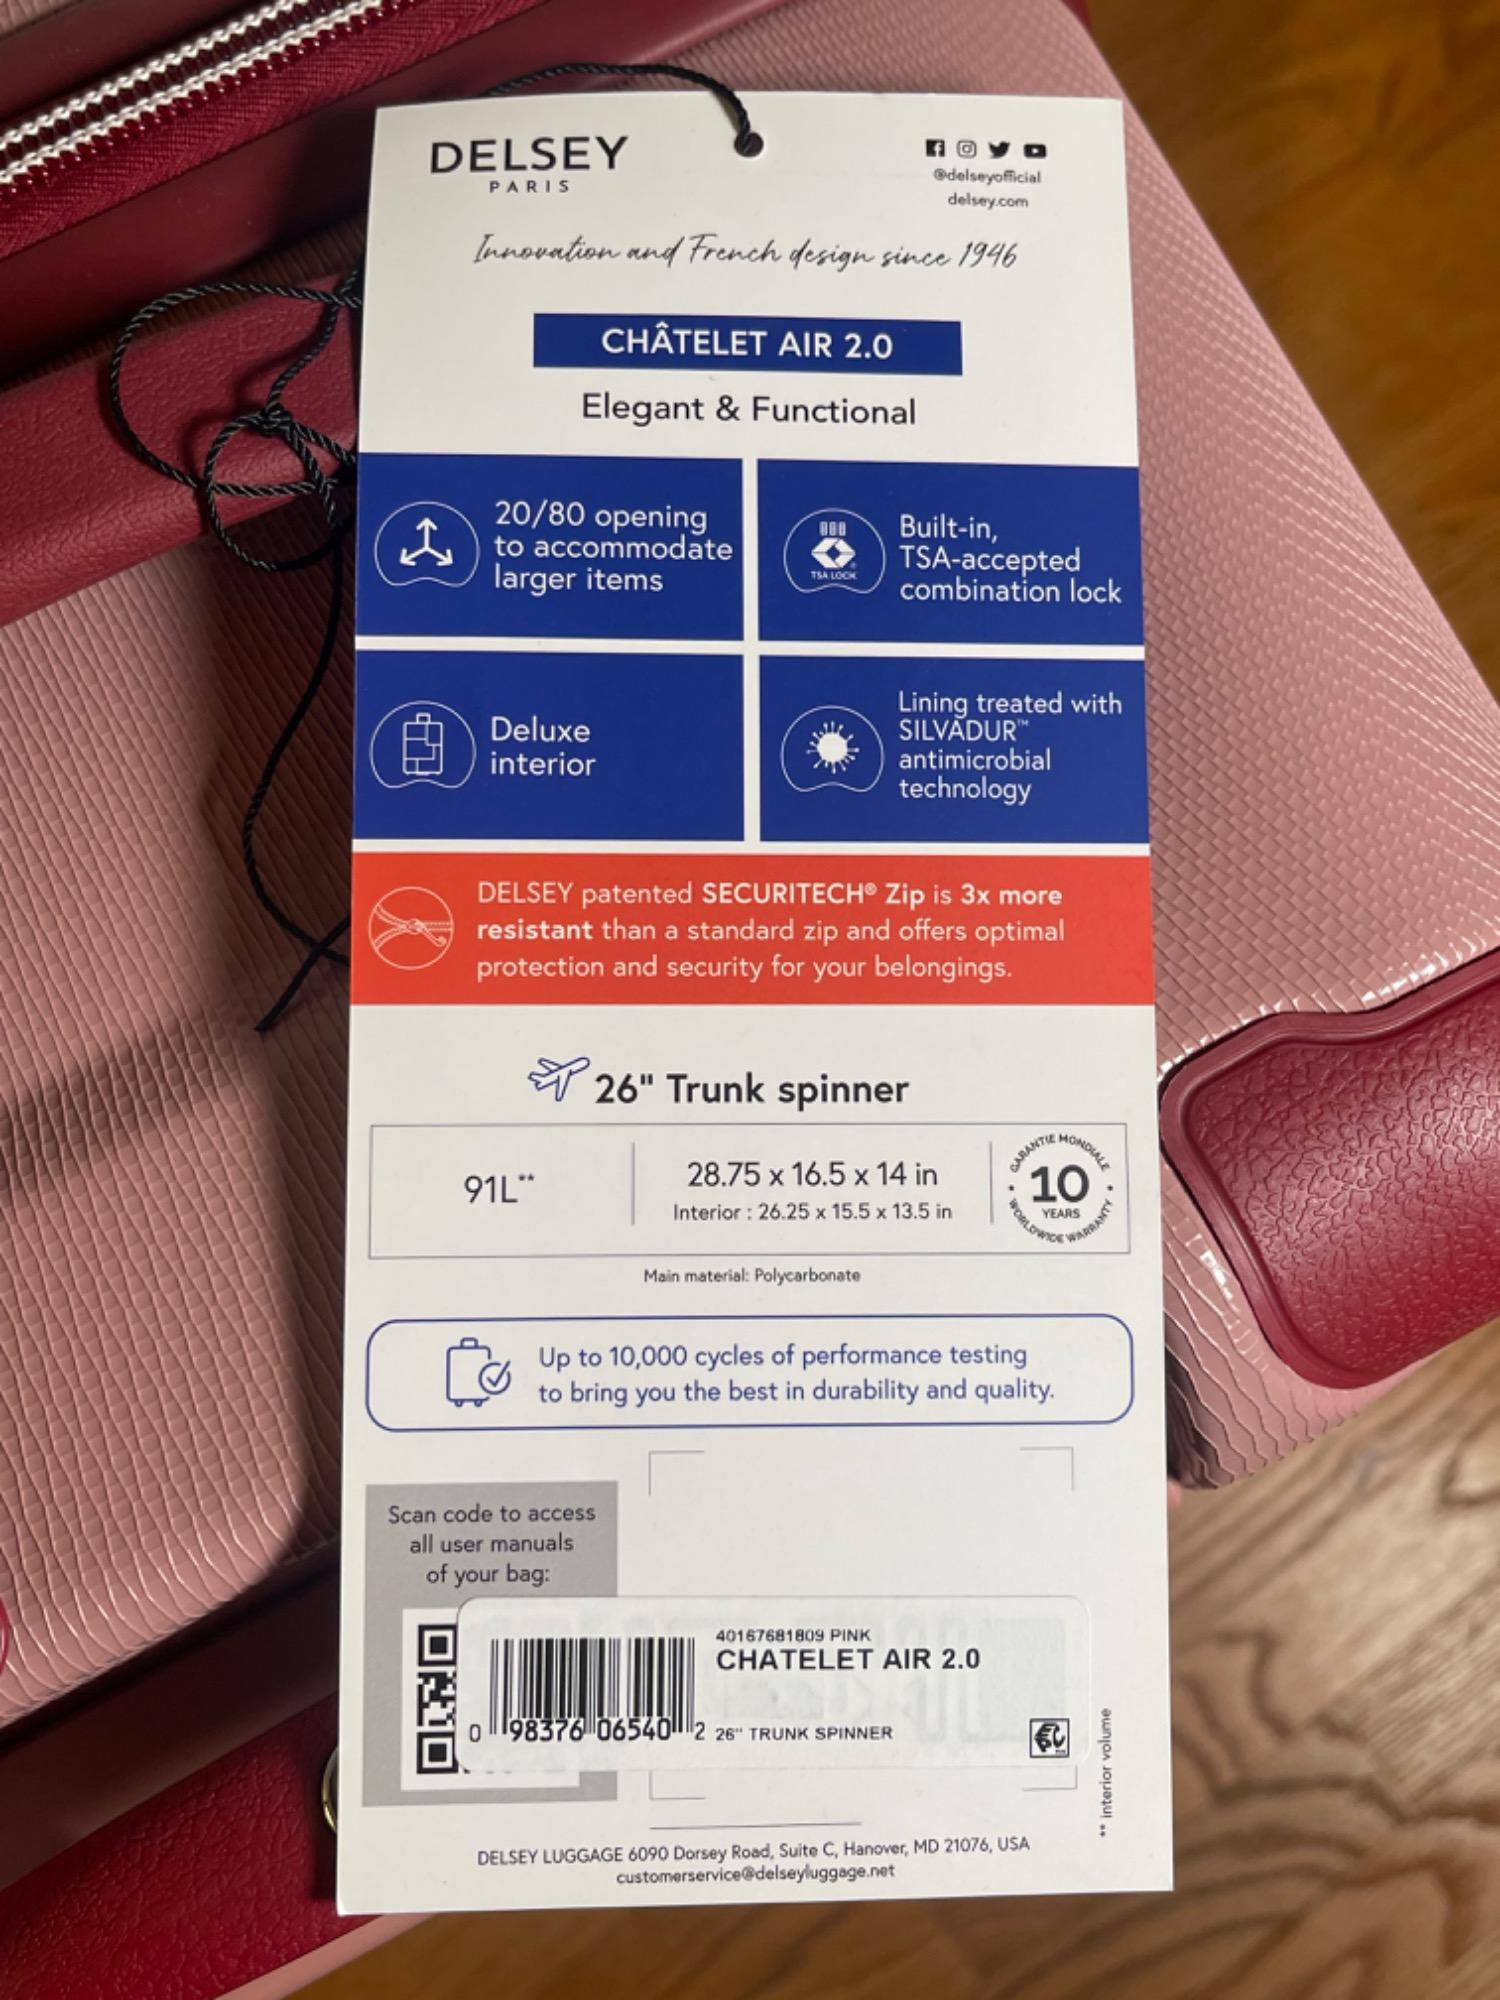 DELSEY
PARIS
@delseyofficial
delsey.com
Innovation and French design since 1946
CHÂTELET AIR 2.0
Elegant & Functional
20/80 opening
to accommodate
larger items
TSA LOCK
Built-in,
TSA-accepted
combination lock
Deluxe
interior
Lining treated with
SILVADUR™
antimicrobial
technology
DELSEY patented SECURITECH® Zip is 3x more
resistant than a standard zip and offers optimal
protection and security for your belongings.
26" Trunk spinner
91L**
28.75 x 16.5 x 14 in
Interior : 26.25 x 15.5 x 13.5 in
GARANTIE MONDIALE
10
YEARS
WORLDWIDE WARRANTY
Main material: Polycarbonate
Up to 10,000 cycles of performance testing
to bring you the best in durability and quality.
Scan code to access
all user manuals
of your bag:
40167681809 PINK
CHATELET AIR 2.0
0 98376 06540 2
26" TRUNK SPINNER
** interior volume
DELSEY LUGGAGE 6090 Dorsey Road, Suite C, Hanover, MD 21076, USA
customerservice@delseyluggage.net